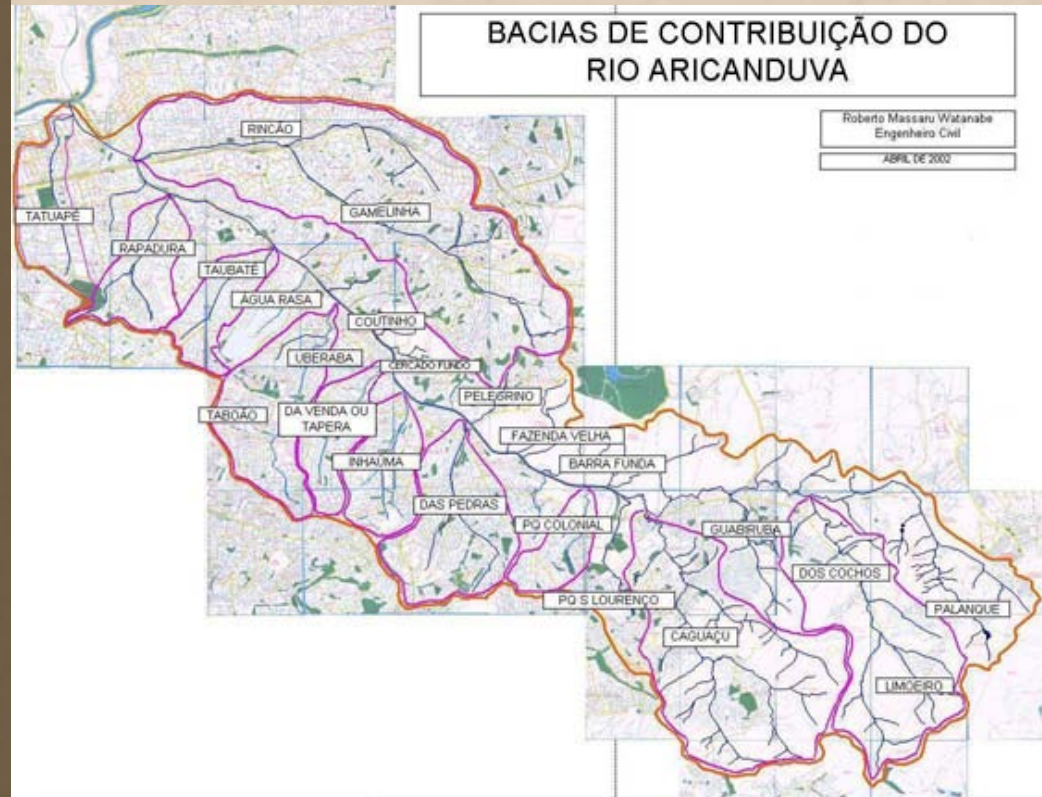 BACIAS DE CONTRIBUIÇÃO DO
RIO ARICANDUVA
Roberto Massaru Watanabe
Engenheiro Civil
ABRIL DE 2002
RINCÃO
TATUAPÉ
GAMELINHA
RAPADURA
TAUBATÉ
ÁGUA RASA
COUTINHO
UBERABA
CERCADO FUNDO
PELEGRINO
TABOÃO
DA VENDA OU
TAPERA
FAZENDA VELHA
INHAUMA
BARRA FUNDA
DAS PEDRAS
PQ COLONIAL
GUABIRUBA
DOS COCHOS
PQ S LOURENÇO
PALANQUE
CAGUAÇU
LIMOEIRO